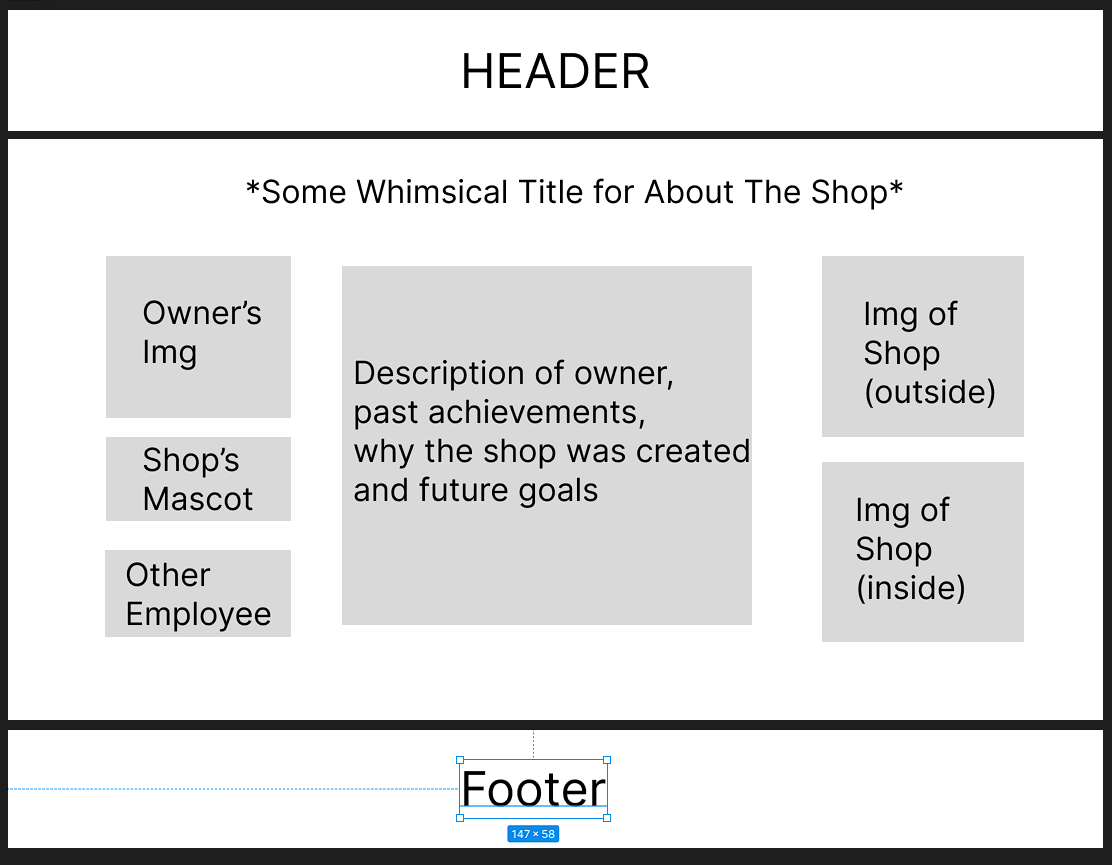 HEADER
*Some Whimsical Title for About The Shop*
Owner’s
Img
Shop’s
Mascot
Other
Employee
Description of owner,
past achievements,
why the shop was created
and future goals
Img of
Shop
(outside)
Img of
Shop
(inside)
Footer
147 × 58